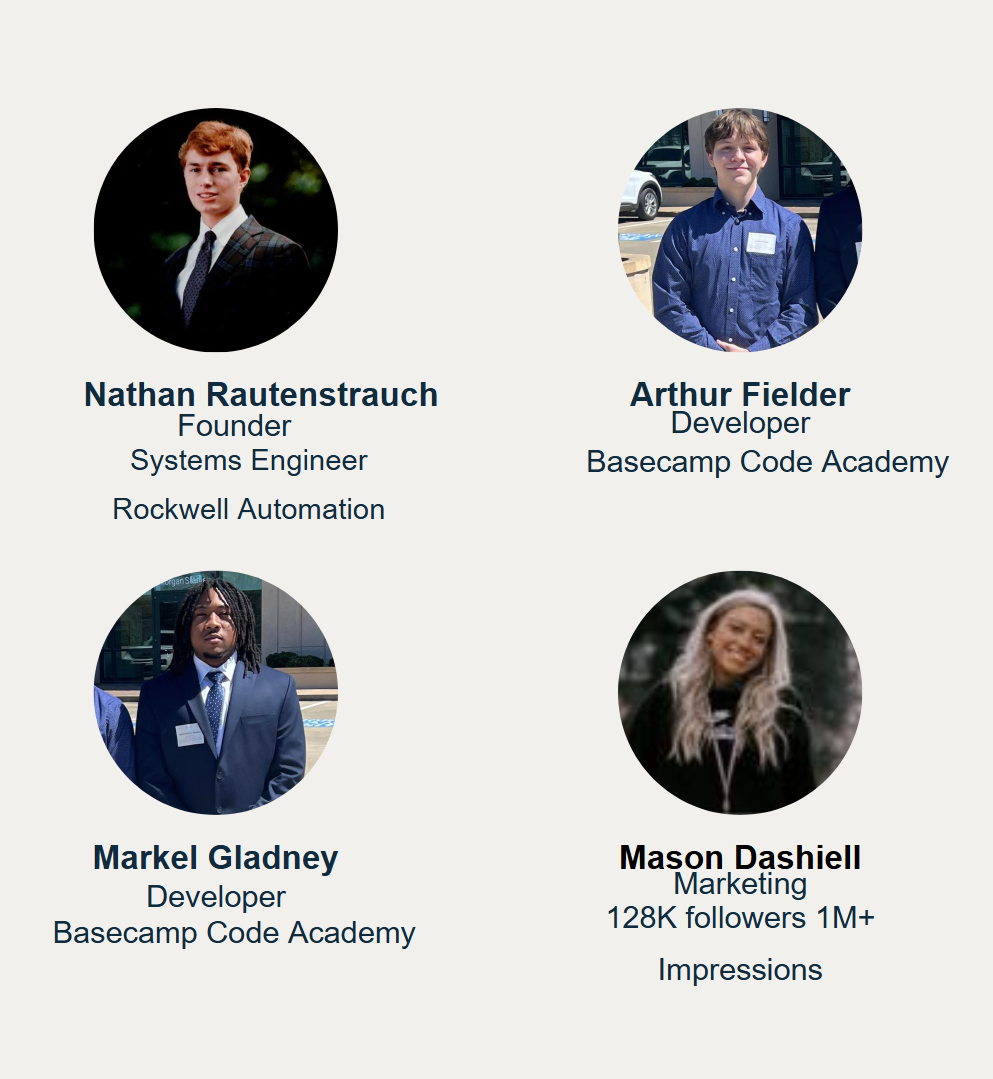 Nathan Rautenstrauch
Founder
Systems Engineer
Rockwell Automation
Arthur Fielder
Developer
Basecamp Code Academy
Markel Gladney
Developer
Basecamp Code Academy
Mason Dashiell
Marketing
128K followers 1M+
Impressions